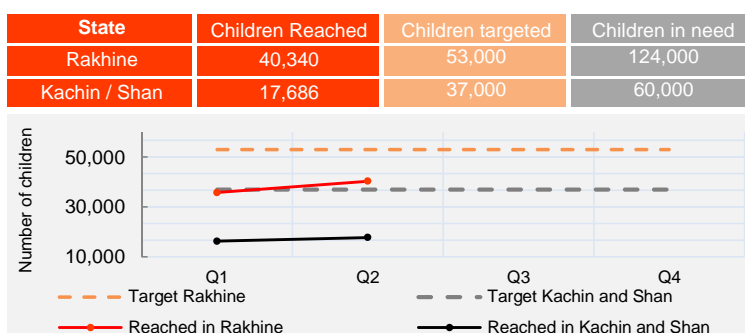 State Children Reached Children targeted Children in need
Rakhine 40,340 53,000 124,000
Kachin / Shan 17,686 37,000 60,000
Number of children
50,000
30,000
10,000
Q1 Q2 Q3 Q4
Target Rakhine Target Kachin and Shan
Reached in Rakhine Reached in Kachin and Shan